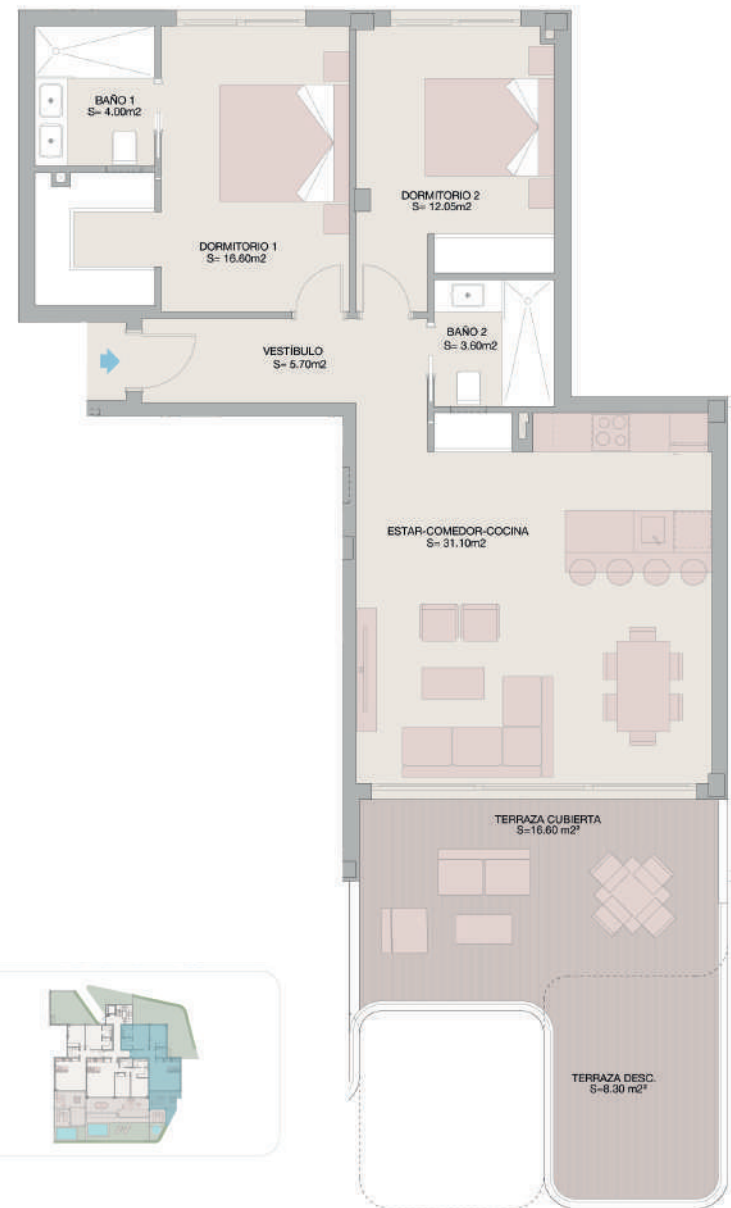 BAÑO 1
S= 4.00m2
DORMITORIO 2
S= 12.05m2
DORMITORIO 1
S= 16.60m2
BAÑO 2
S= 3.60m2
VESTÍBULO
S= 5.70m2
ESTAR-COMEDOR-COCINA
S= 31.10m2
TERRAZA CUBIERTA
S=16.60 m2²
TERRAZA DESC.
S=8.30 m2²